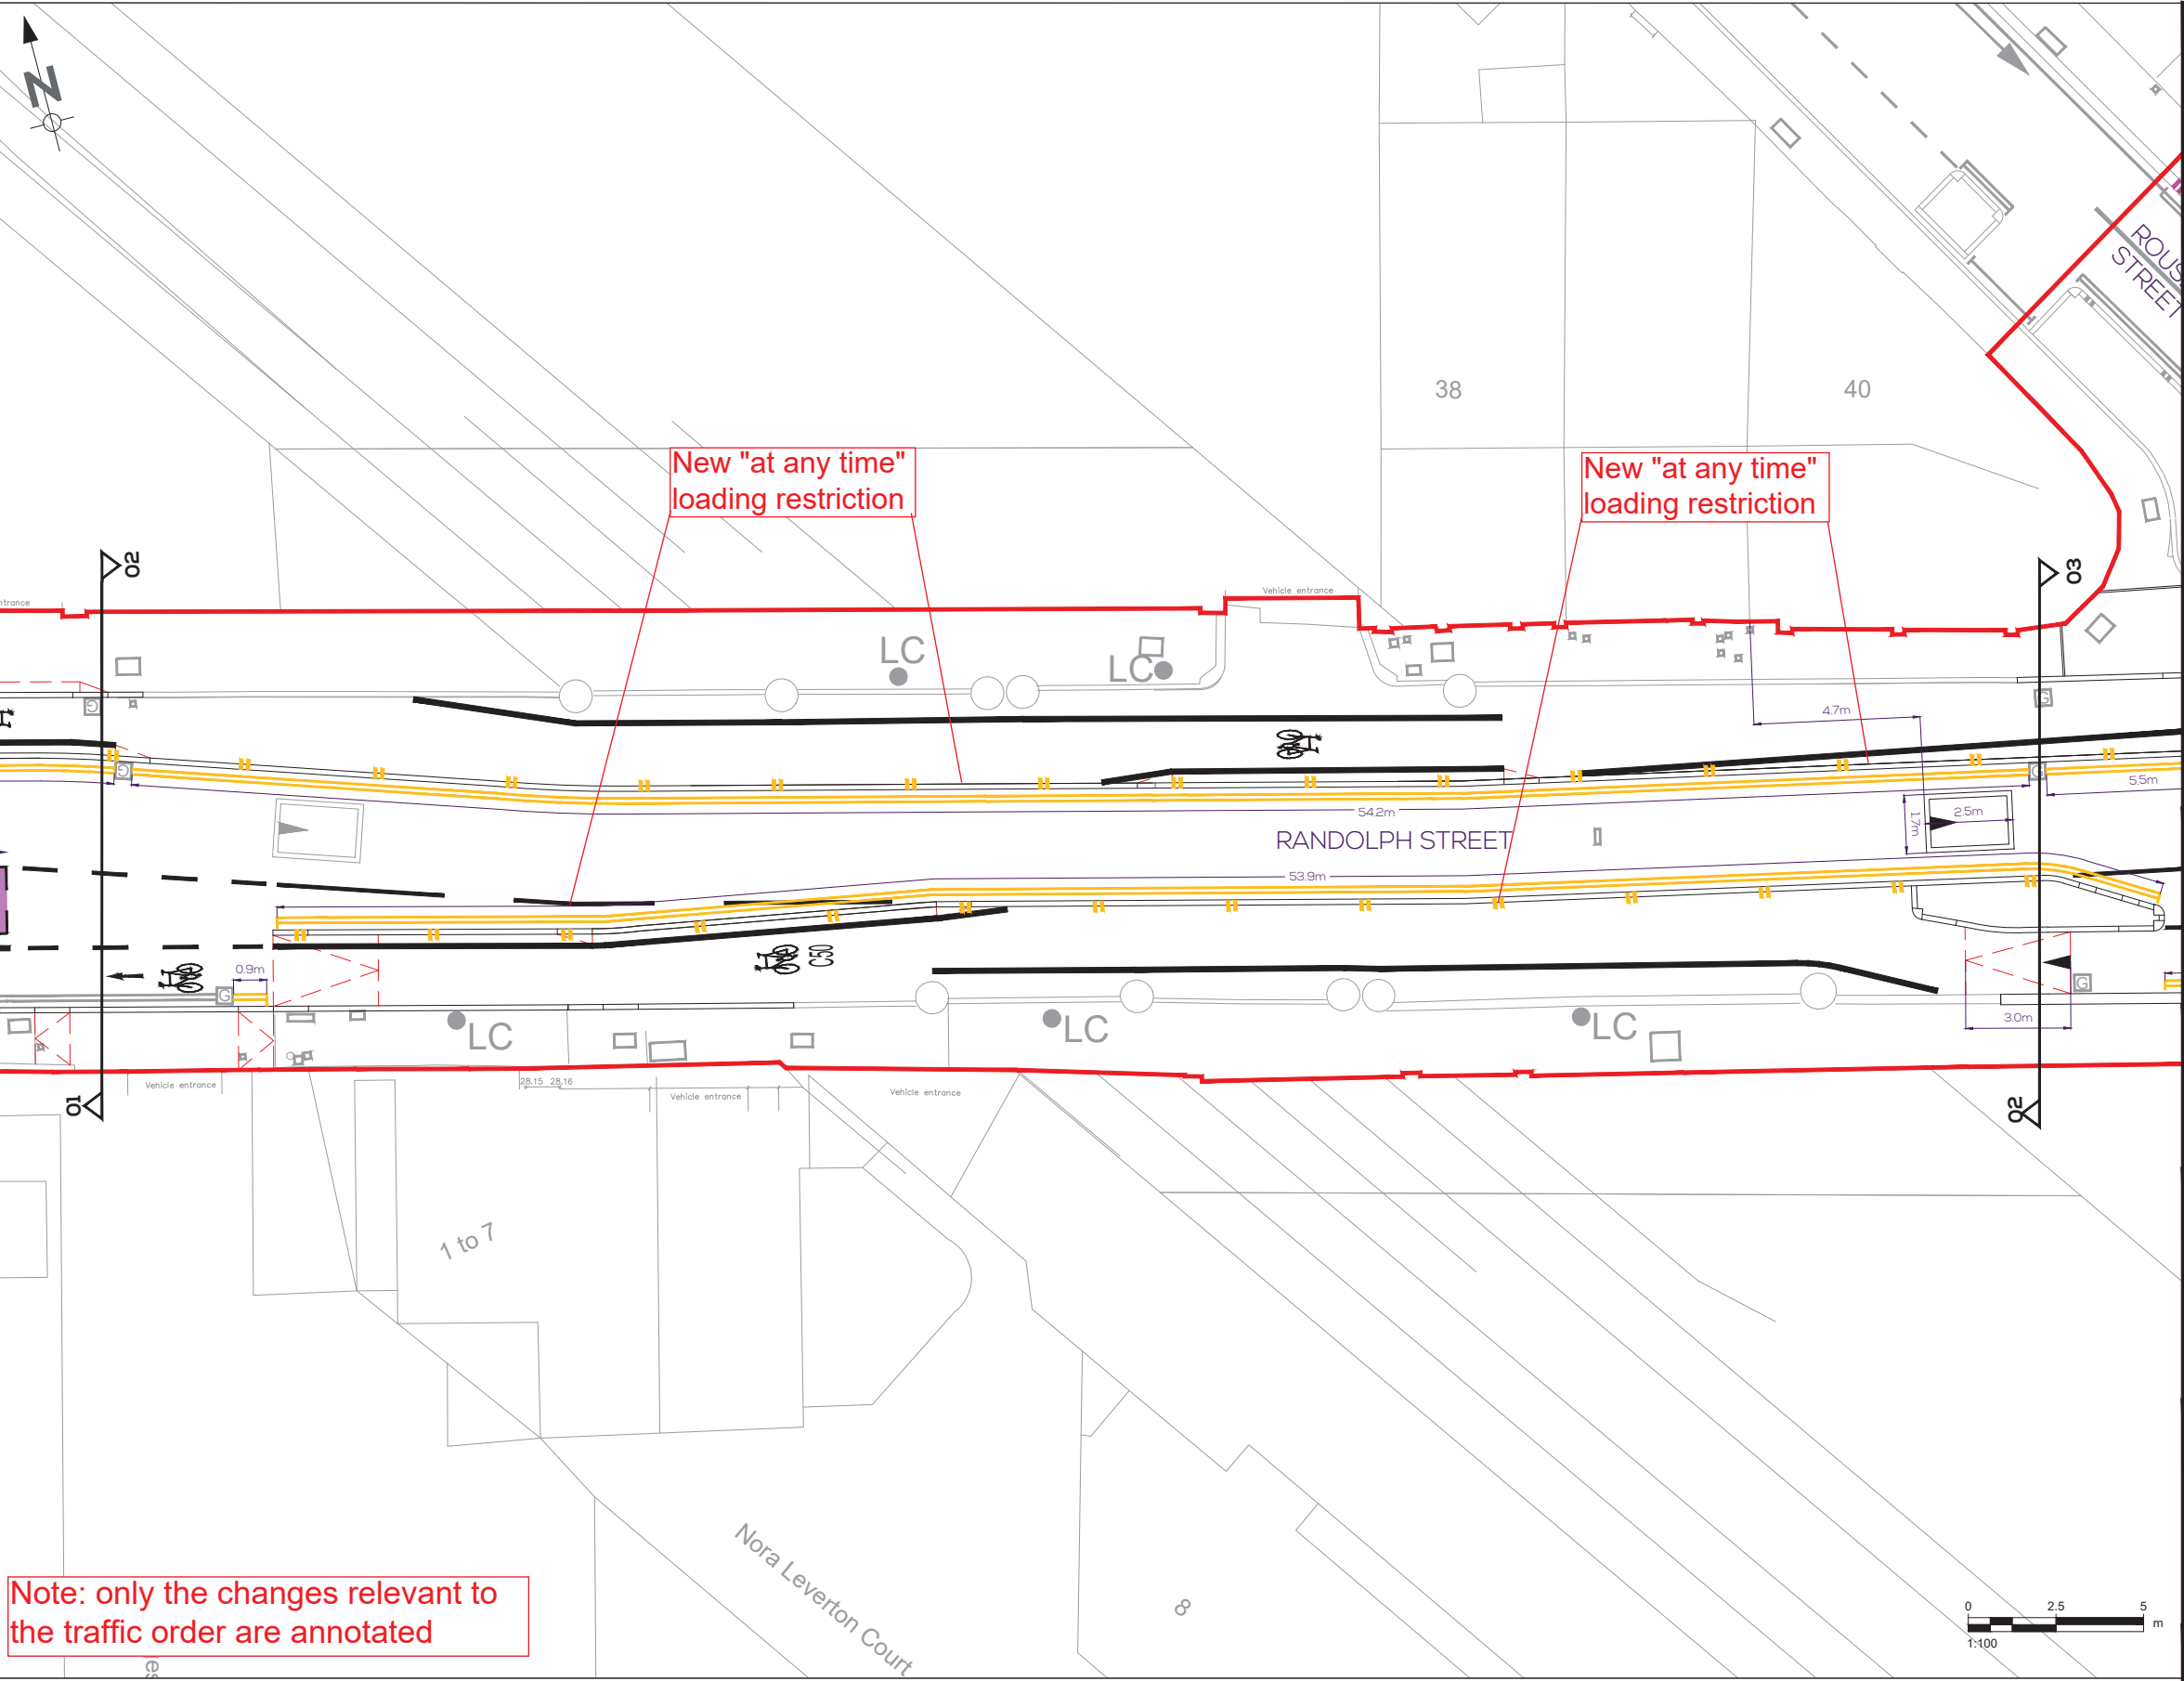 N
ROUS
STREET
38
40
New "at any time"
loading restriction
New "at any time"
loading restriction
02
03
ntrance
Vehicle entrance
LC
LC
G
G
4.7m
G
G
5.5m
54.2m
2.5m
1.7m
RANDOLPH STREET
53.9m
C50
0.9m
G
G
3.0m
LC
LC
LC
Vehicle entrance
28.15 28.16
Vehicle entrance
Vehicle entrance
01
02
1 to 7
Nora Leverton Court
8
Note: only the changes relevant to
the traffic order are annotated
es
0 2.5 5
m
1:100